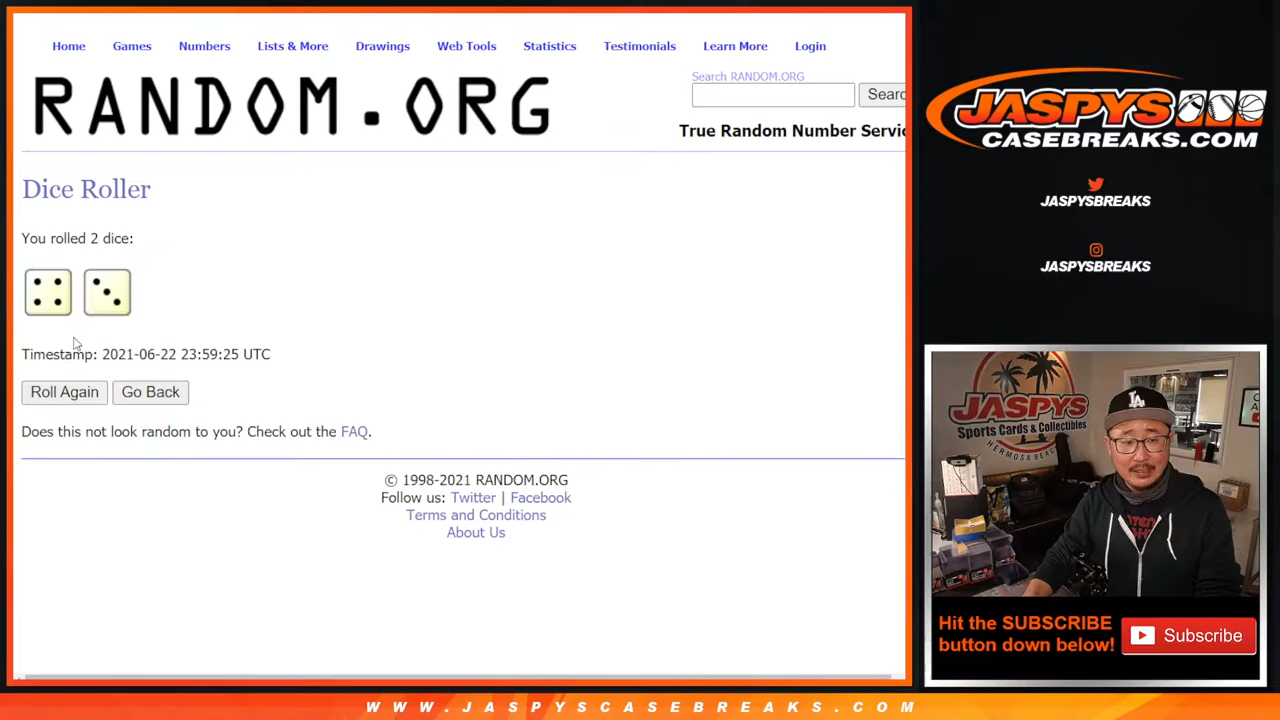 Home Games Numbers Lists & More Drawings Web Tools Statistics Testimonials Learn More Login
RANDOM.ORG
Search RANDOM.ORG
Searc
True Random Number Servic
Dice Roller
You rolled 2 dice:
Timestamp: 2021-06-22 23:59:25 UTC
Roll Again Go Back
Does this not look random to you? Check out the FAQ.
© 1998-2021 RANDOM.ORG
Follow us: Twitter | Facebook
Terms and Conditions
About Us
JASPYS
CASEBREAKS.COM
JASPYSBREAKS
JASPYSBREAKS
JASPYS
Sports Cards & Collectibles
HERMOSA BEACH
LA
Hit the SUBSCRIBE
button down below!
Subscribe
WWW.JASPYSCASEBREAKS.COM